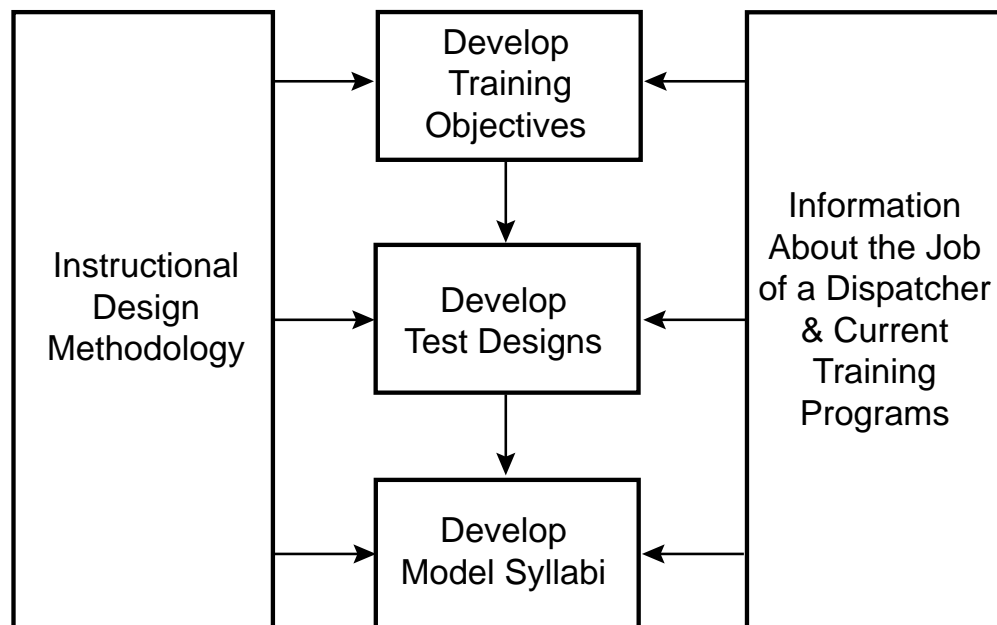 Instructional
Design
Methodology
Develop
Training
Objectives
Develop
Test Designs
Develop
Model Syllabi
Information
About the Job
of a Dispatcher
& Current
Training
Programs